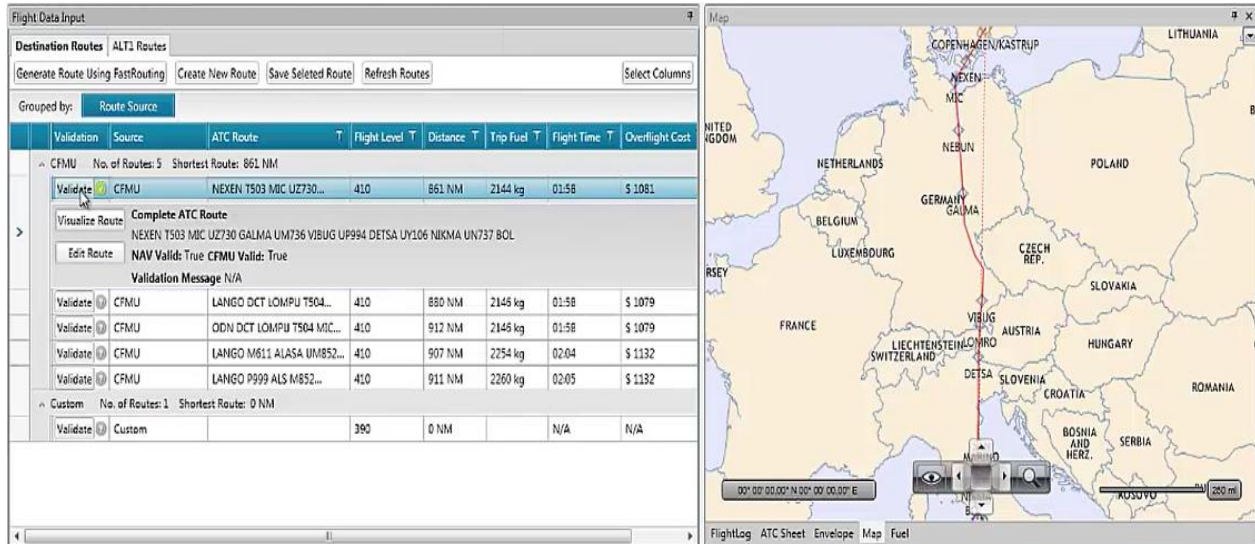 Flight Data Input
Destination Routes ALT1 Routes
Generate Route Using FastRouting Create New Route Save Seleted Route Refresh Routes Select Columns
Grouped by: Route Source
Validation Source ATC Route Flight Level Distance Trip Fuel Flight Time Overflight Cost
CFMU No. of Routes: 5 Shortest Route: 861 NM
Validate CFMU NEXEN T503 MIC UZ730... 410 861 NM 2144 kg 01:58 $ 1081
Visualize Route Complete ATC Route
NEXEN T503 MIC UZ730 GALMA UM736 VIBUG UP994 DETSA UY106 NIKMA UN737 BOL
Edit Route NAV Valid: True CFMU Valid: True
Validation Message N/A
Validate CFMU LANGO DCT LOMPU T504... 410 880 NM 2146 kg 01:58 $ 1079
Validate CFMU ODN DCT LOMPU T504 MIC... 410 912 NM 2146 kg 01:58 $ 1079
Validate CFMU LANGO M611 ALASA UM852... 410 907 NM 2254 kg 02:04 $ 1132
Validate CFMU LANGO P999 ALS M852... 410 911 NM 2260 kg 02:05 $ 1132
Custom No. of Routes: 1 Shortest Route: 0 NM
Validate Custom 390 0 NM N/A N/A
Map
LITHUANIA
COPENHAGEN/KASTRUP
NEXEN
MIC
NEBUN
NETHERLANDS
POLAND
GERMANY
GALMA
BELGIUM
LUXEMBOURG
CZECH
REP.
SLOVAKIA
VIBUG
FRANCE
AUSTRIA
LIECHTENSTEIN
LOMRO
HUNGARY
SWITZERLAND
DETSA
SLOVENIA
CROATIA
ROMANIA
BOSNIA
AND
HERZ.
SERBIA
00° 00' 00.00" N 00° 00' 00.00" E
KOSOVO
250 mi
FlightLog ATC Sheet Envelope Map Fuel